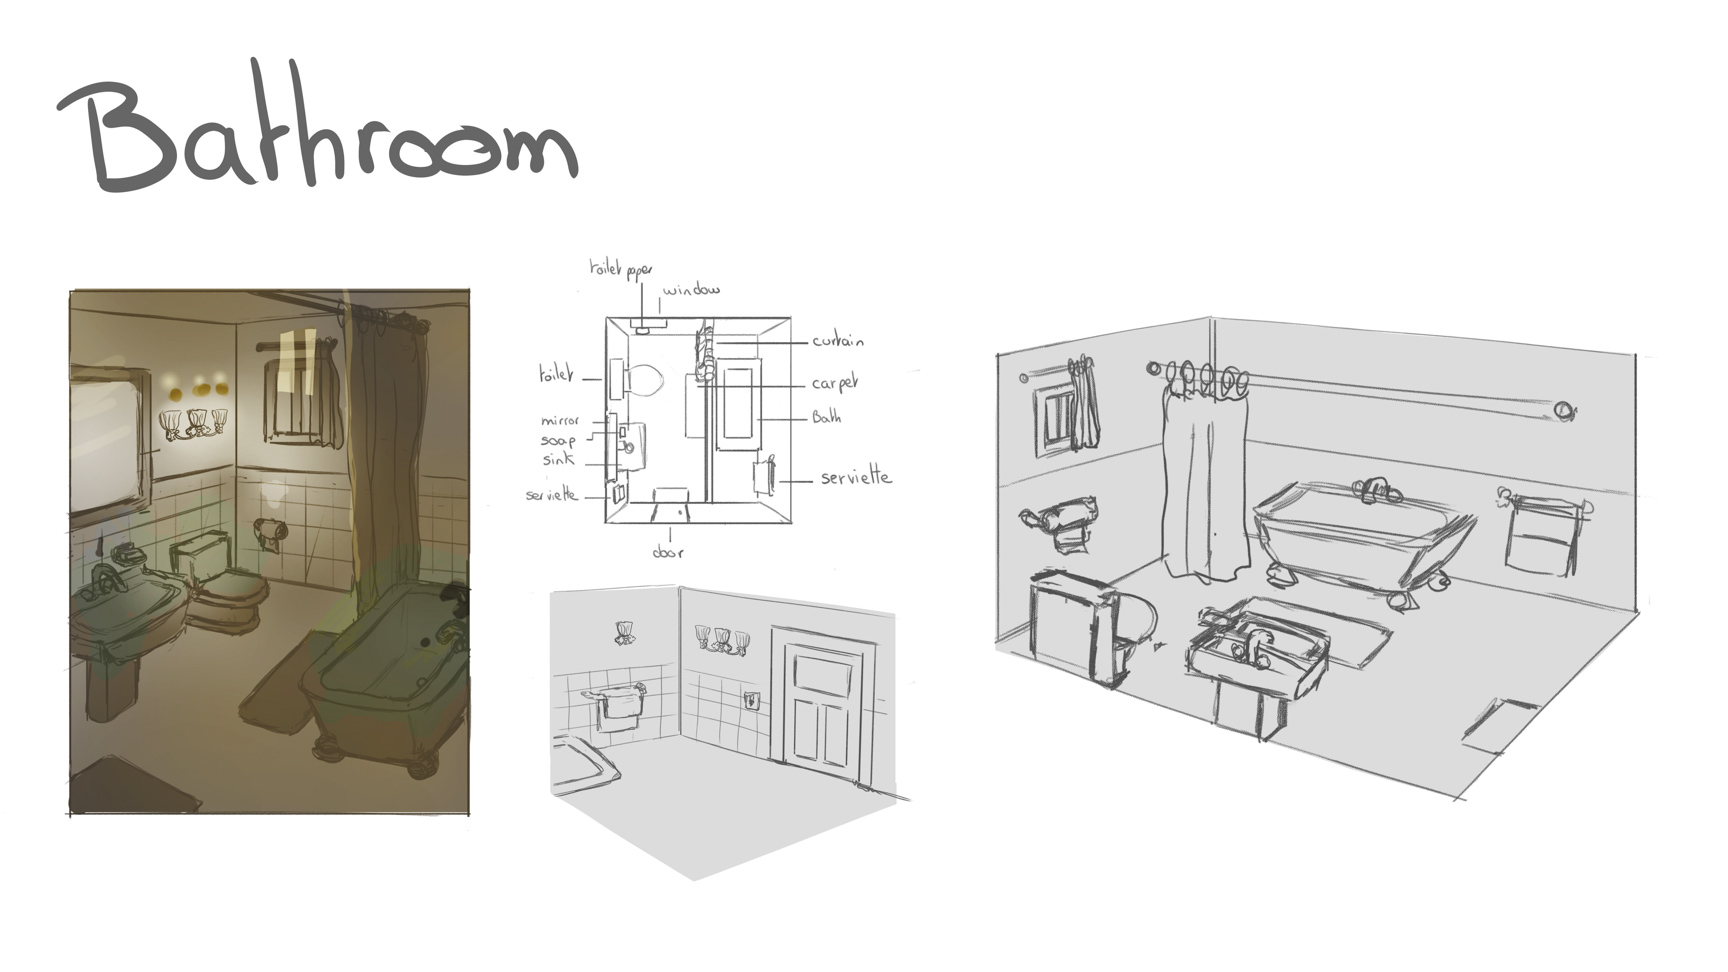 Bathroom
toilet paper
window
curtain
toilet
carpet
mirror
Bath
soap
sink
serviette
serviette
door